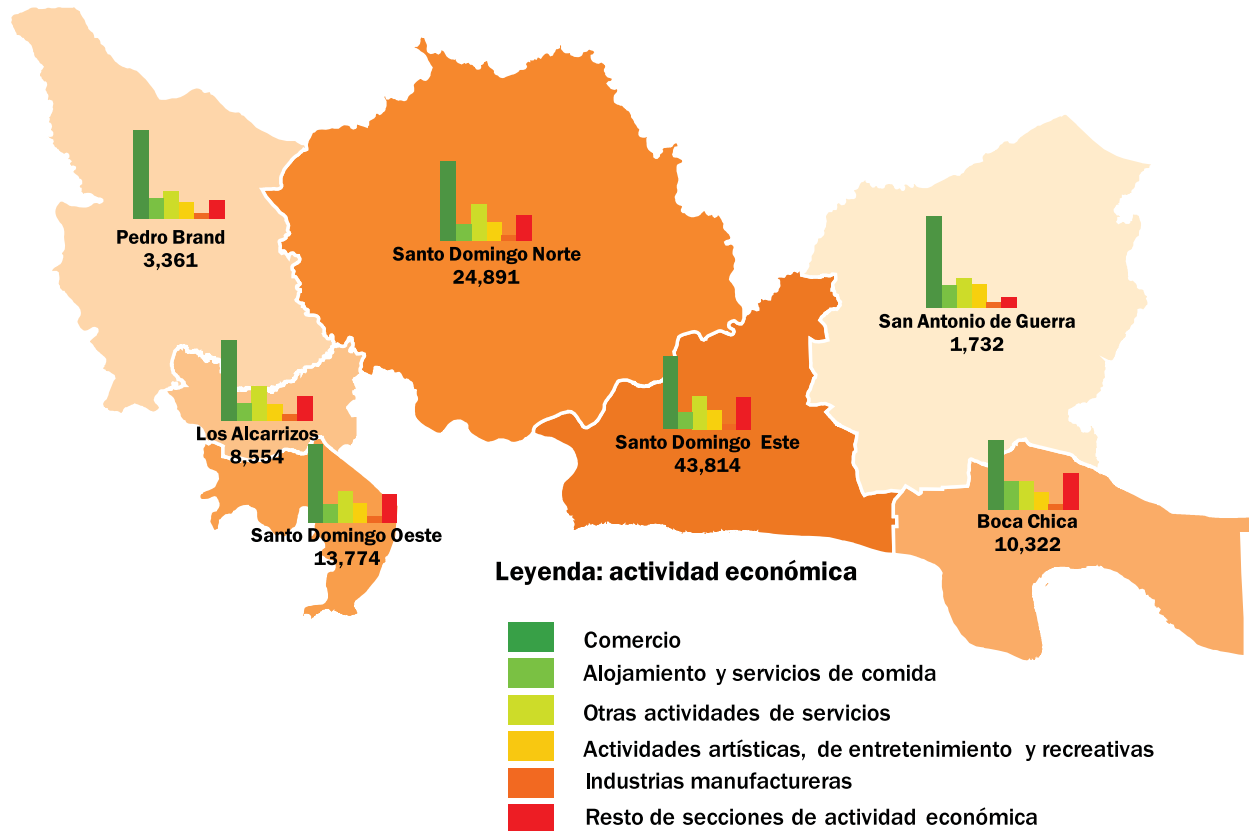 Pedro Brand
3,361
Santo Domingo Norte
24,891
San Antonio de Guerra
1,732
Los Alcarrizos
8,554
Santo Domingo Este
43,814
Santo Domingo Oeste
13,774
Boca Chica
10,322
Leyenda: actividad económica
Comercio
Alojamiento y servicios de comida
Otras actividades de servicios
Actividades artísticas, de entretenimiento y recreativas
Industrias manufactureras
Resto de secciones de actividad económica